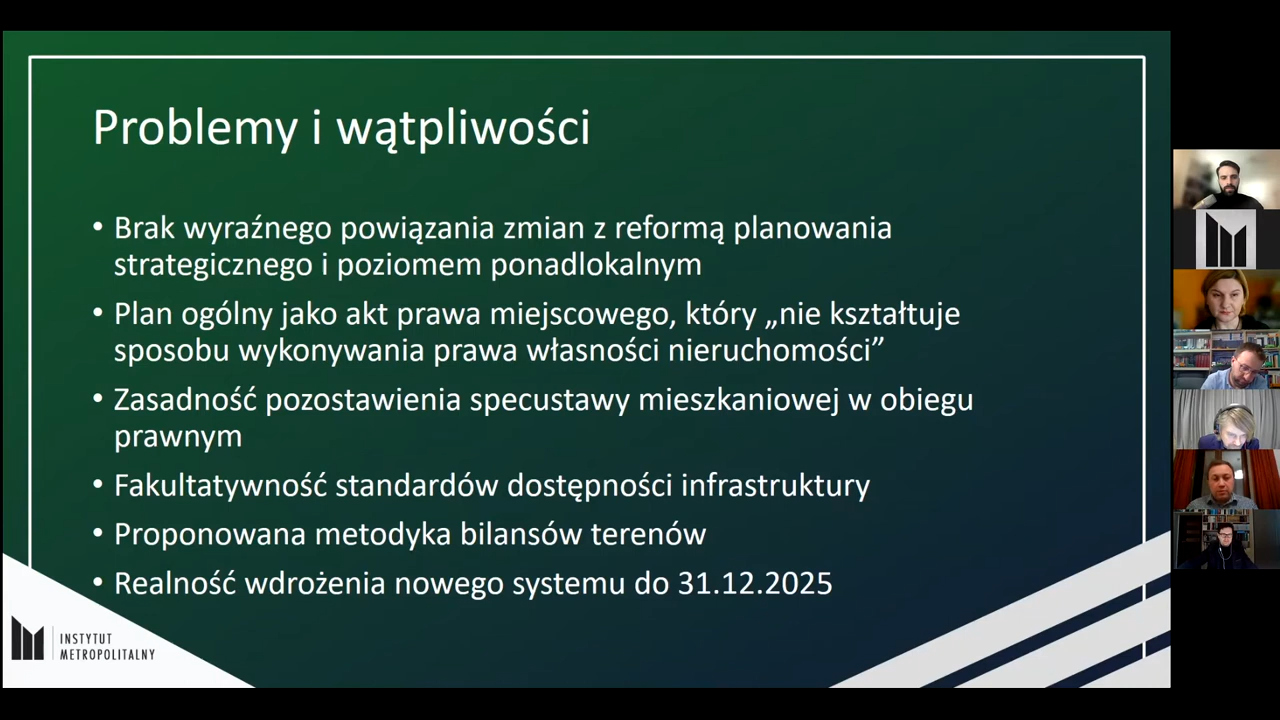 Problemy i wątpliwości
• Brak wyraźnego powiązania zmian z reformą planowania
strategicznego i poziomem ponadlokalnym
• Plan ogólny jako akt prawa miejscowego, który „nie kształtuje
sposobu wykonywania prawa własności nieruchomości”
• Zasadność pozostawienia specustawy mieszkaniowej w obiegu
prawnym
• Fakultatywność standardów dostępności infrastruktury
• Proponowana metodyka bilansów terenów
• Realność wdrożenia nowego systemu do 31.12.2025
INSTYTUT
METROPOLITALNY